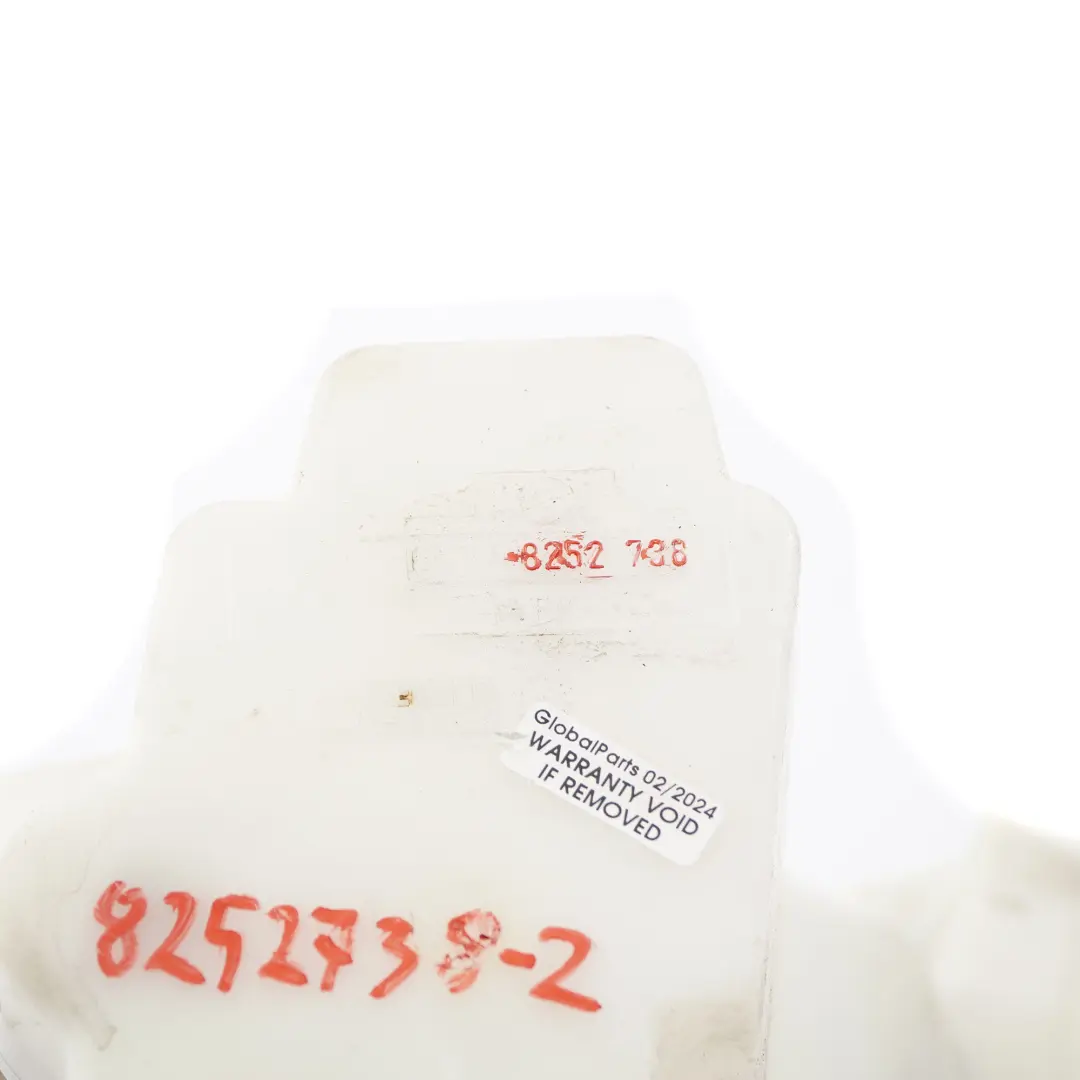 8252 738
GlobalParts 02/2024
WARRANTY VOID
IF REMOVED
8252738-2